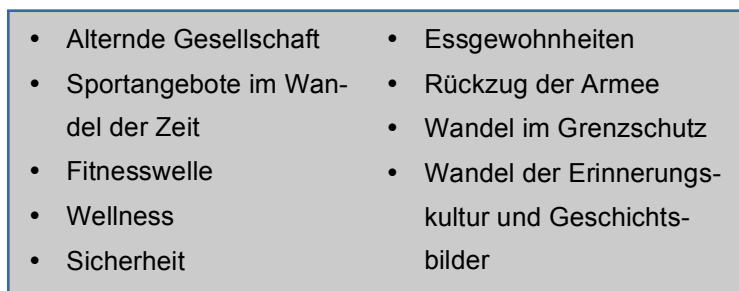 • Alternde Gesellschaft
• Sportangebote im Wan-
del der Zeit
• Fitnesswelle
• Wellness
• Sicherheit
• Essgewohnheiten
• Rückzug der Armee
• Wandel im Grenzschutz
• Wandel der Erinnerungs-
kultur und Geschichts-
bilder